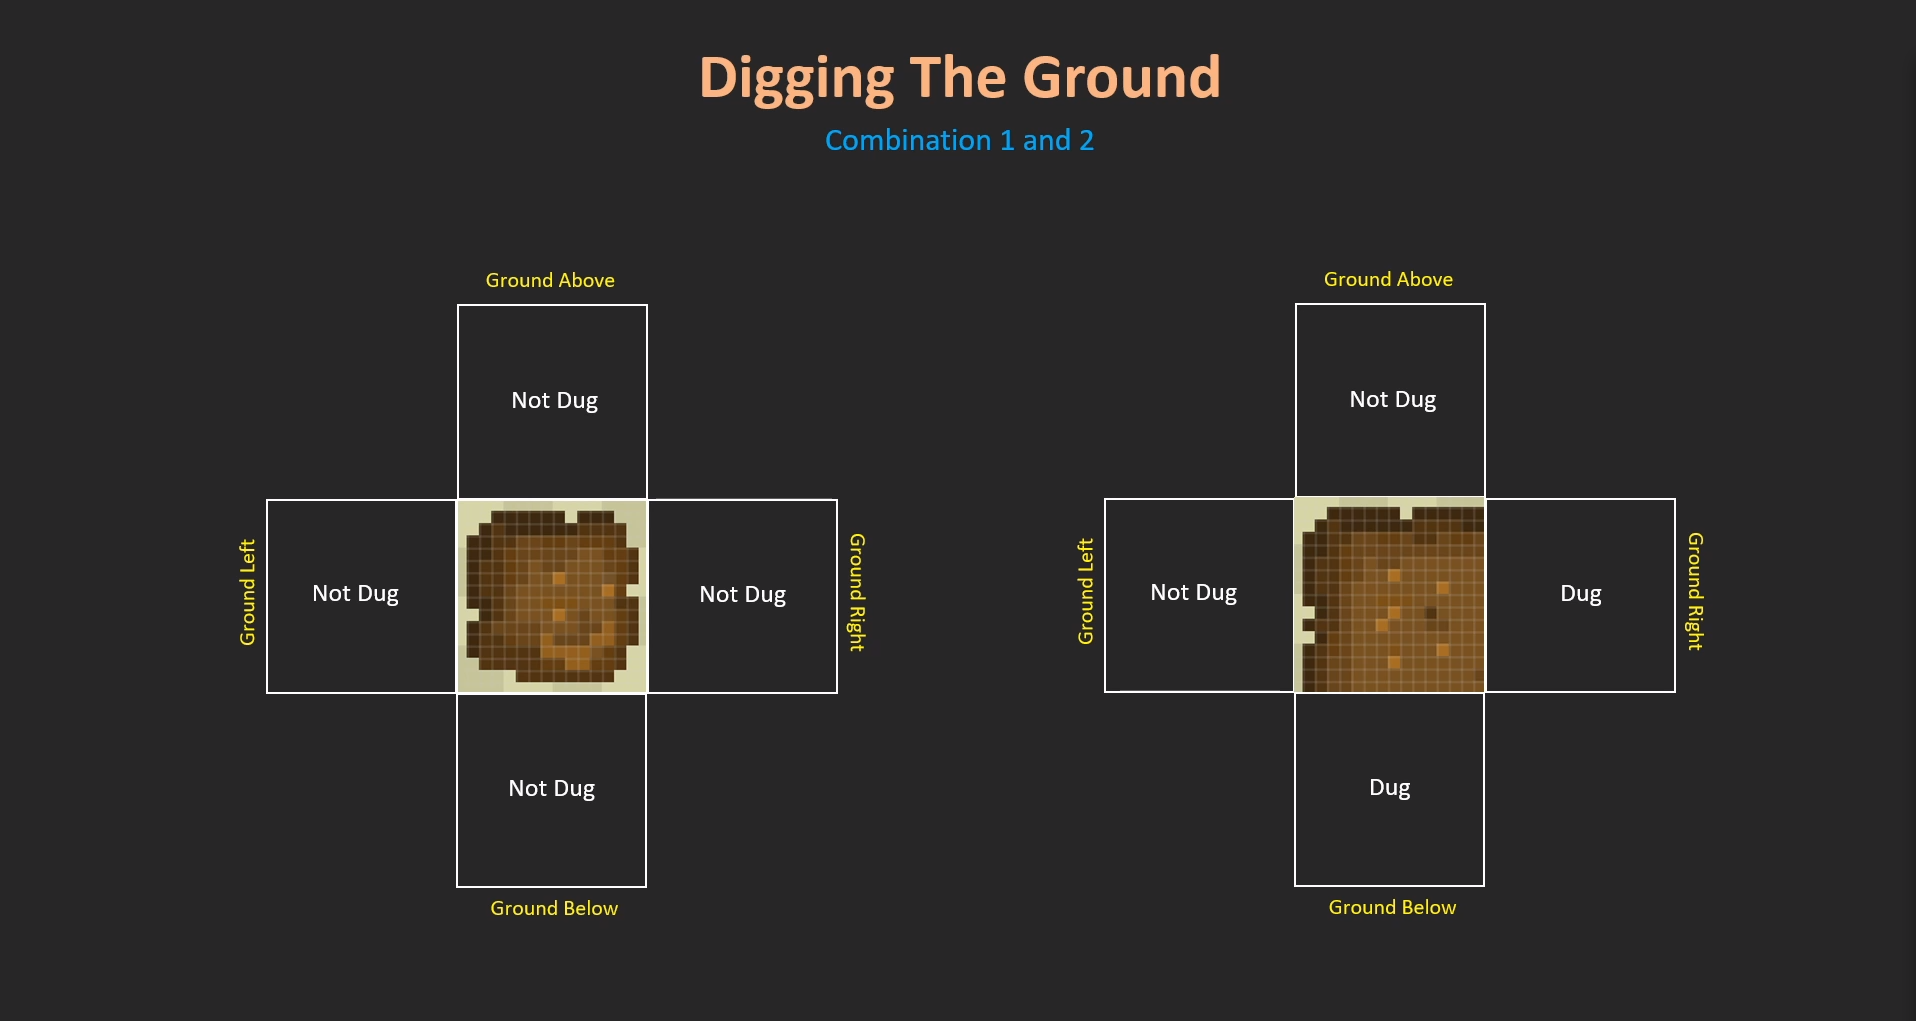 Digging The Ground
Combination 1 and 2
Ground Above
Not Dug
Ground Left
Not Dug
Not Dug
Ground Right
Not Dug
Ground Below
Ground Above
Not Dug
Ground Left
Not Dug
Dug
Ground Right
Dug
Ground Below